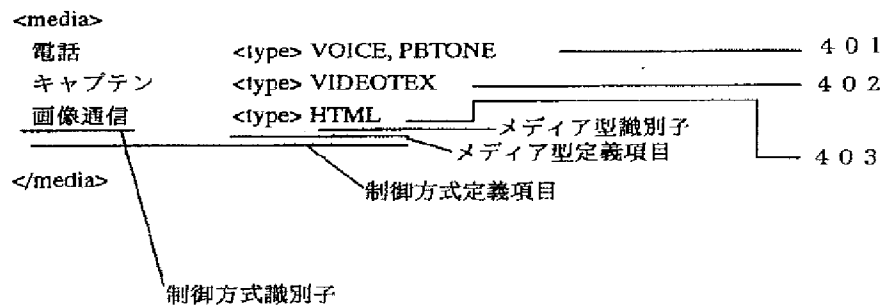 <media>
電話 <type> VOICE, PBTONE 401
キャプテン <type> VIDEOTEX 402
画像通信 <type> HTML
メディア型識別子
メディア型定義項目
403
</media>
制御方式定義項目
制御方式識別子